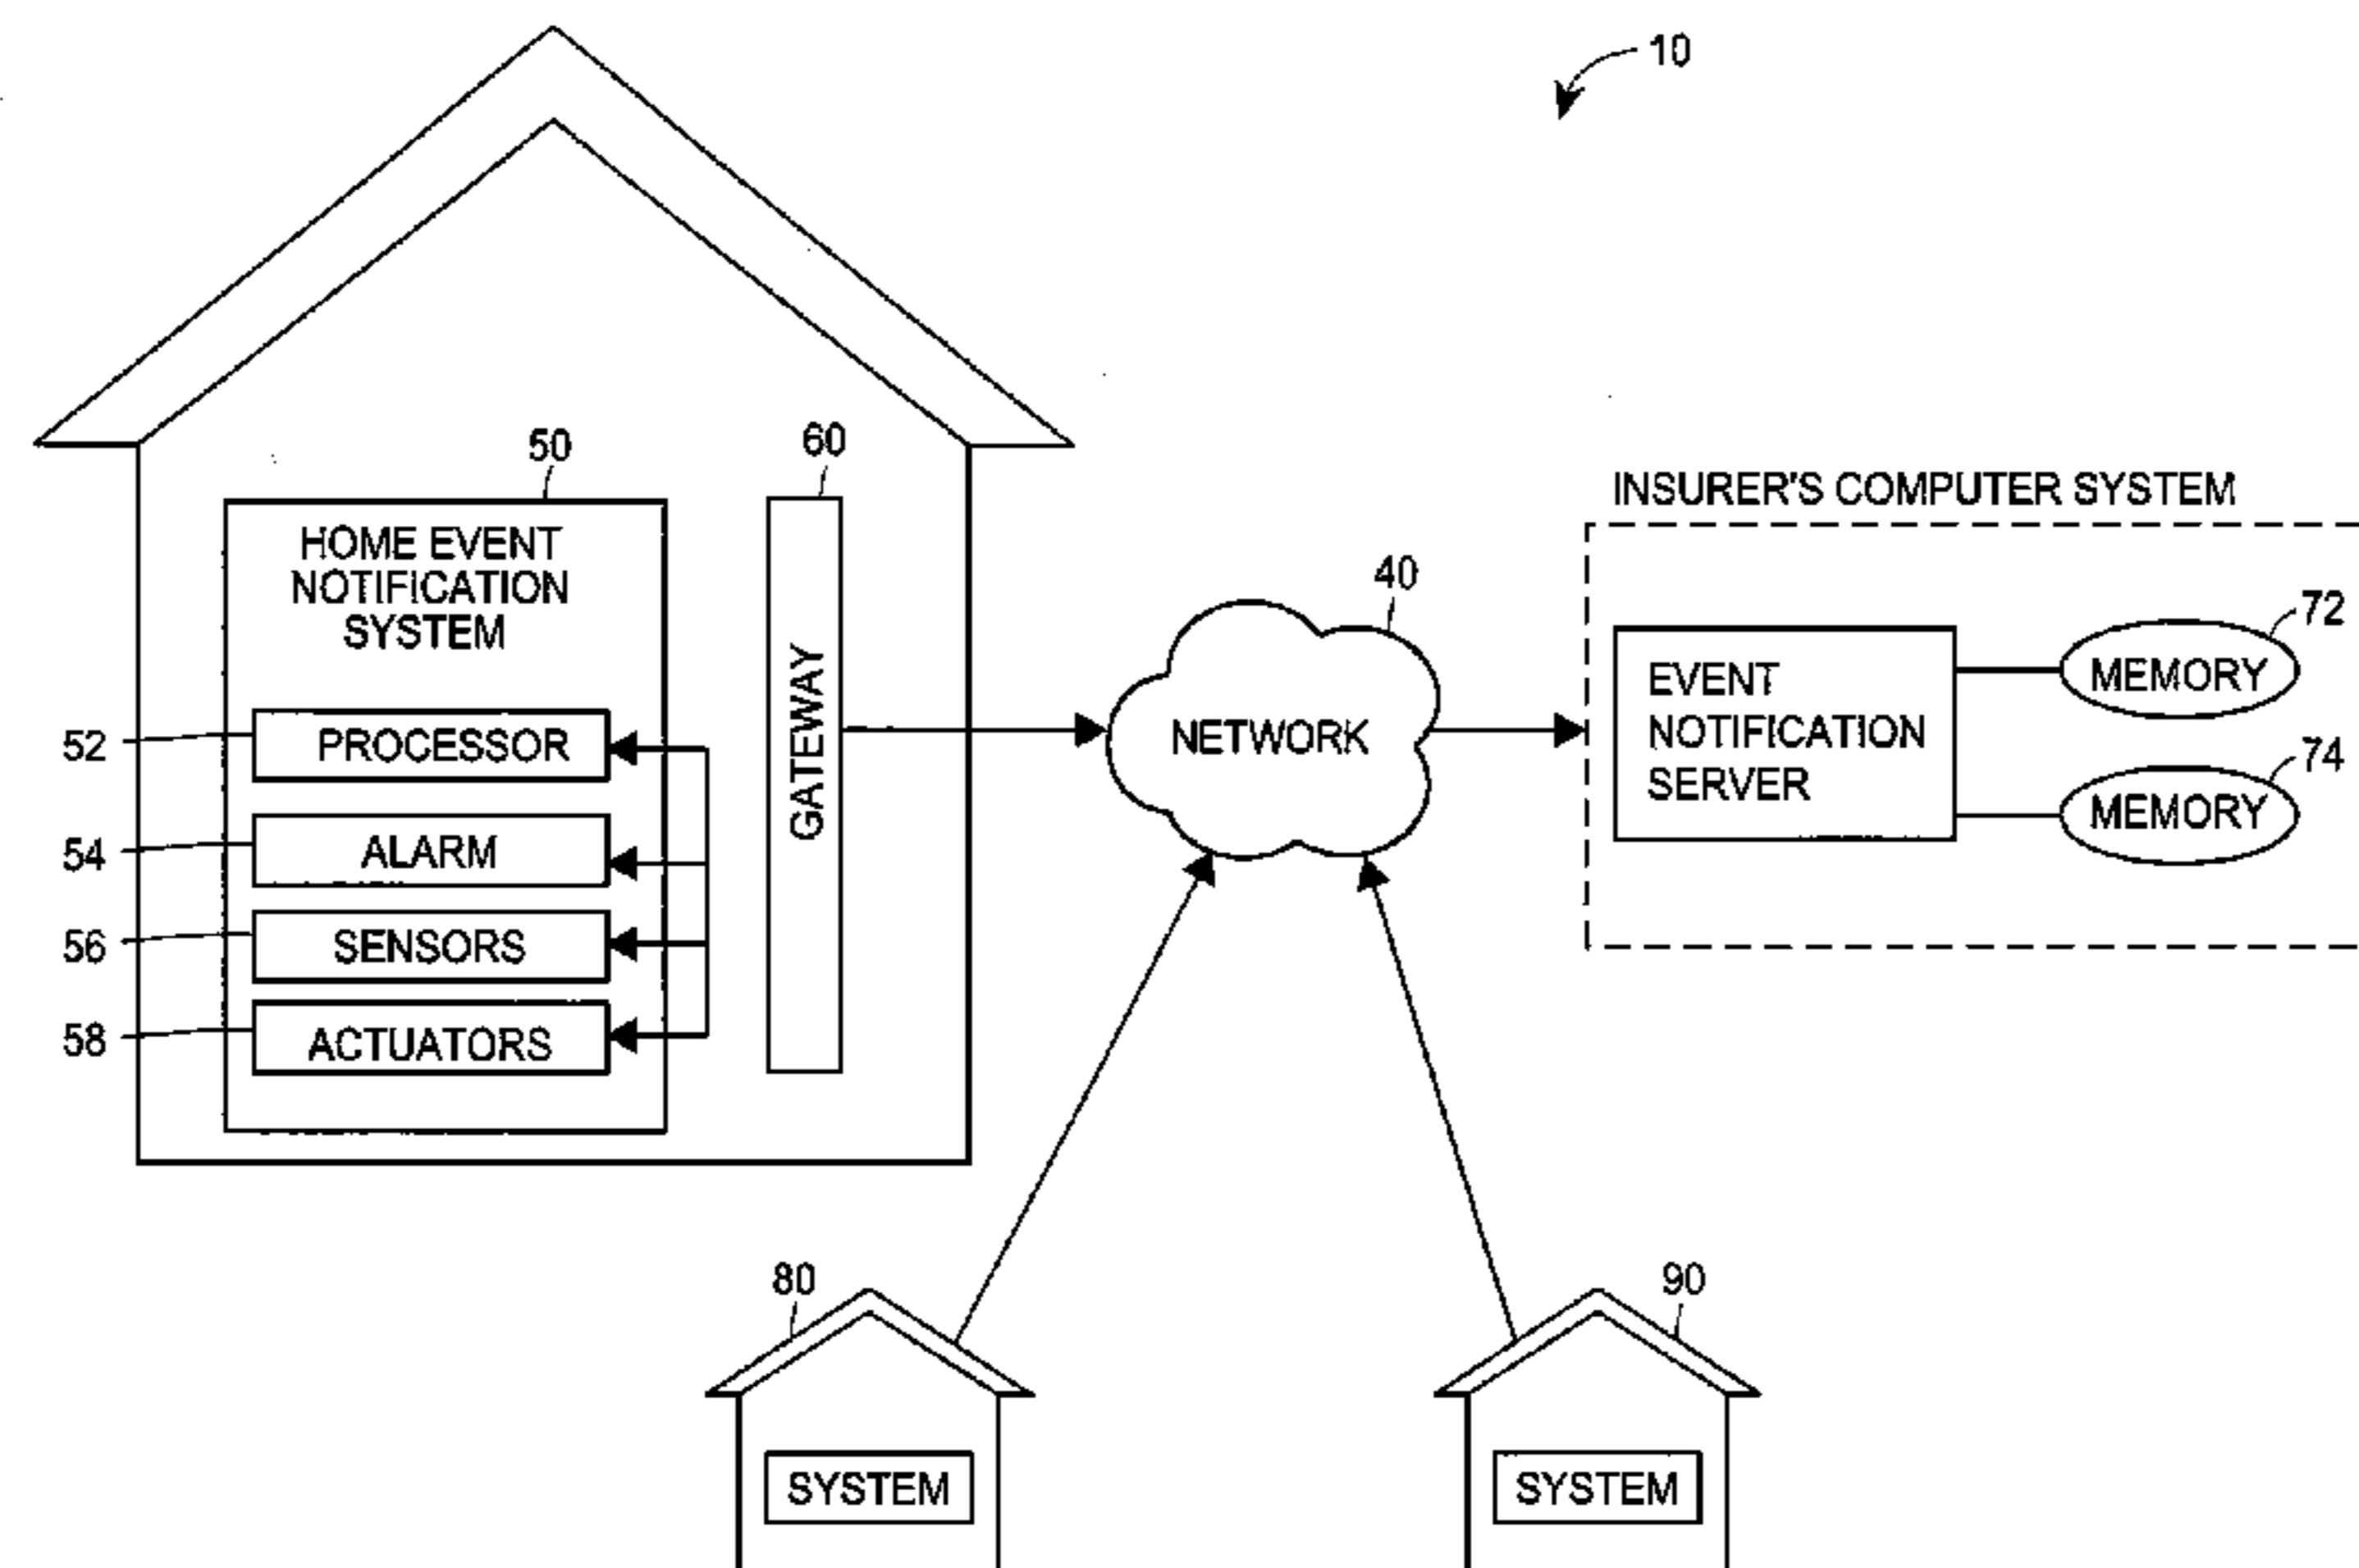 10
50
60
HOME EVENT
NOTIFICATION
SYSTEM
52
PROCESSOR
54
ALARM
56
SENSORS
58
ACTUATORS
GATEWAY
40
NETWORK
INSURER'S COMPUTER SYSTEM
EVENT
NOTIFICATION
SERVER
72
MEMORY
74
MEMORY
80
SYSTEM
90
SYSTEM